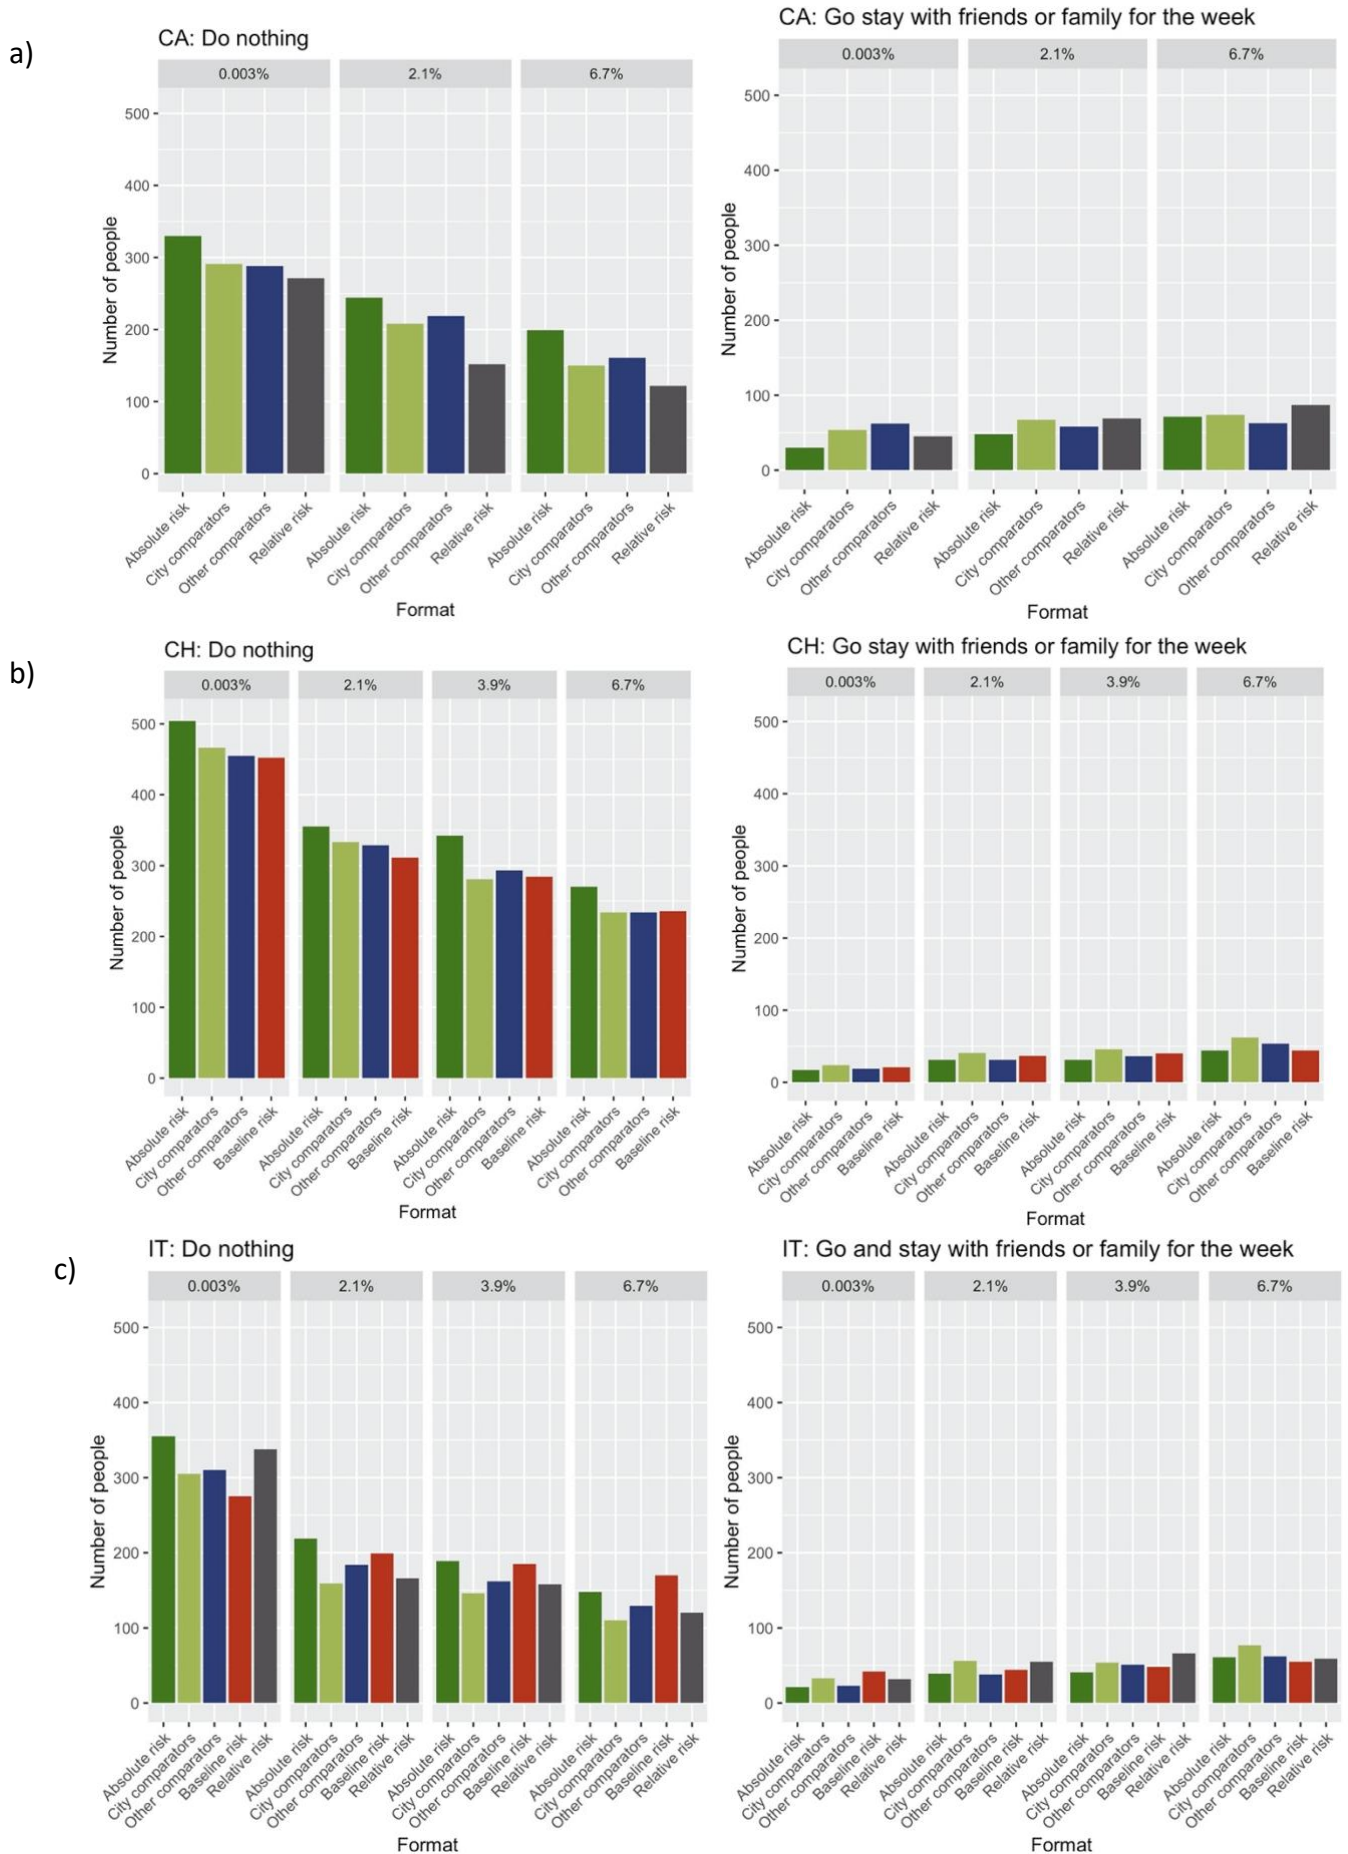 a)
CA: Do nothing
0.003% 2.1% 6.7%
500
400
300
200
100
0
Number of people
Absolute risk City comparators Other comparators Relative risk Absolute risk City comparators Other comparators Relative risk Absolute risk City comparators Other comparators Relative risk
Format
CA: Go stay with friends or family for the week
0.003% 2.1% 6.7%
500
400
300
200
100
0
Number of people
Absolute risk City comparators Other comparators Relative risk Absolute risk City comparators Other comparators Relative risk Absolute risk City comparators Other comparators Relative risk
Format
b)
CH: Do nothing
0.003% 2.1% 3.9% 6.7%
500
400
300
200
100
0
Number of people
Absolute risk City comparators Other comparators Baseline risk Absolute risk City comparators Other comparators Baseline risk Absolute risk City comparators Other comparators Baseline risk Absolute risk City comparators Other comparators Baseline risk
Format
CH: Go stay with friends or family for the week
0.003% 2.1% 3.9% 6.7%
500
400
300
200
100
0
Number of people
Absolute risk City comparators Other comparators Baseline risk Absolute risk City comparators Other comparators Baseline risk Absolute risk City comparators Other comparators Baseline risk Absolute risk City comparators Other comparators Baseline risk
Format
c)
IT: Do nothing
0.003% 2.1% 3.9% 6.7%
500
400
300
200
100
0
Number of people
Absolute risk City comparators Other comparators Baseline risk Relative risk Absolute risk City comparators Other comparators Baseline risk Relative risk Absolute risk City comparators Other comparators Baseline risk Relative risk Absolute risk City comparators Other comparators Baseline risk Relative risk
Format
IT: Go and stay with friends or family for the week
0.003% 2.1% 3.9% 6.7%
500
400
300
200
100
0
Number of people
Absolute risk City comparators Other comparators Baseline risk Relative risk Absolute risk City comparators Other comparators Baseline risk Relative risk Absolute risk City comparators Other comparators Baseline risk Relative risk Absolute risk City comparators Other comparators Baseline risk Relative risk
Format